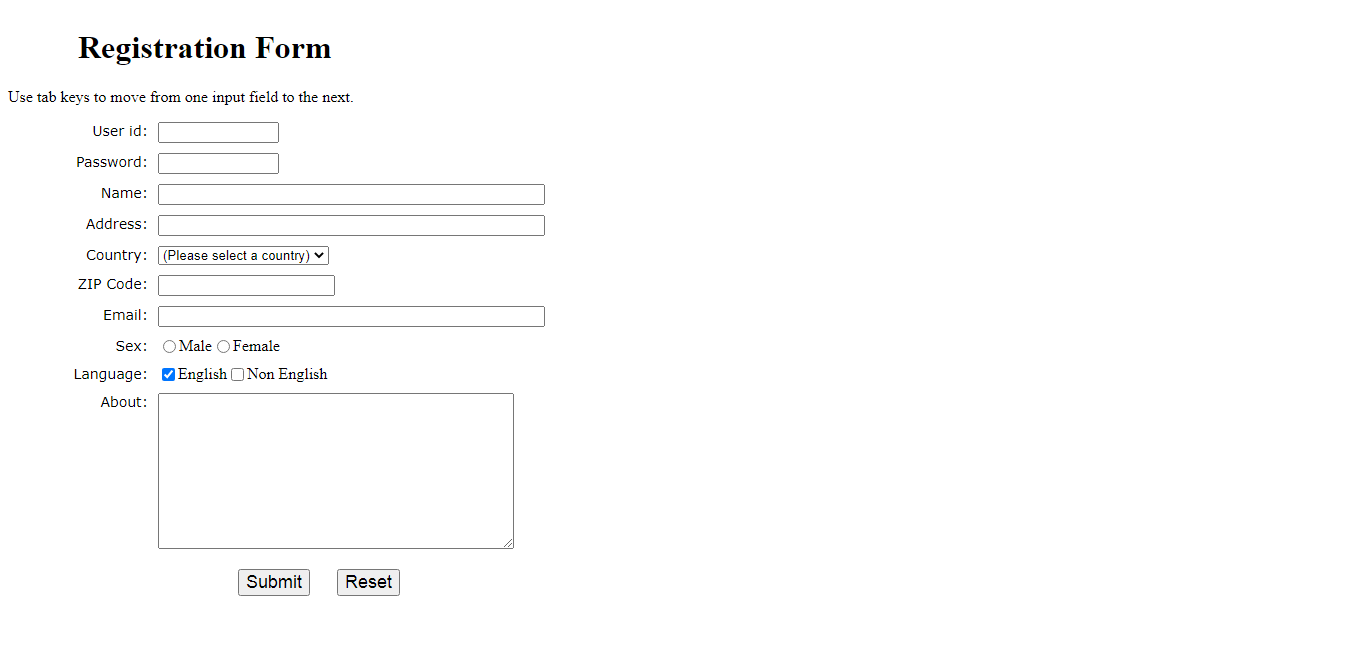 Registration Form
Use tab keys to move from one input field to the next.
User id:
Password:
Name:
Address:
Country: (Please select a country)
ZIP Code:
Email:
Sex: Male Female
Language: English Non English
About:
Submit Reset